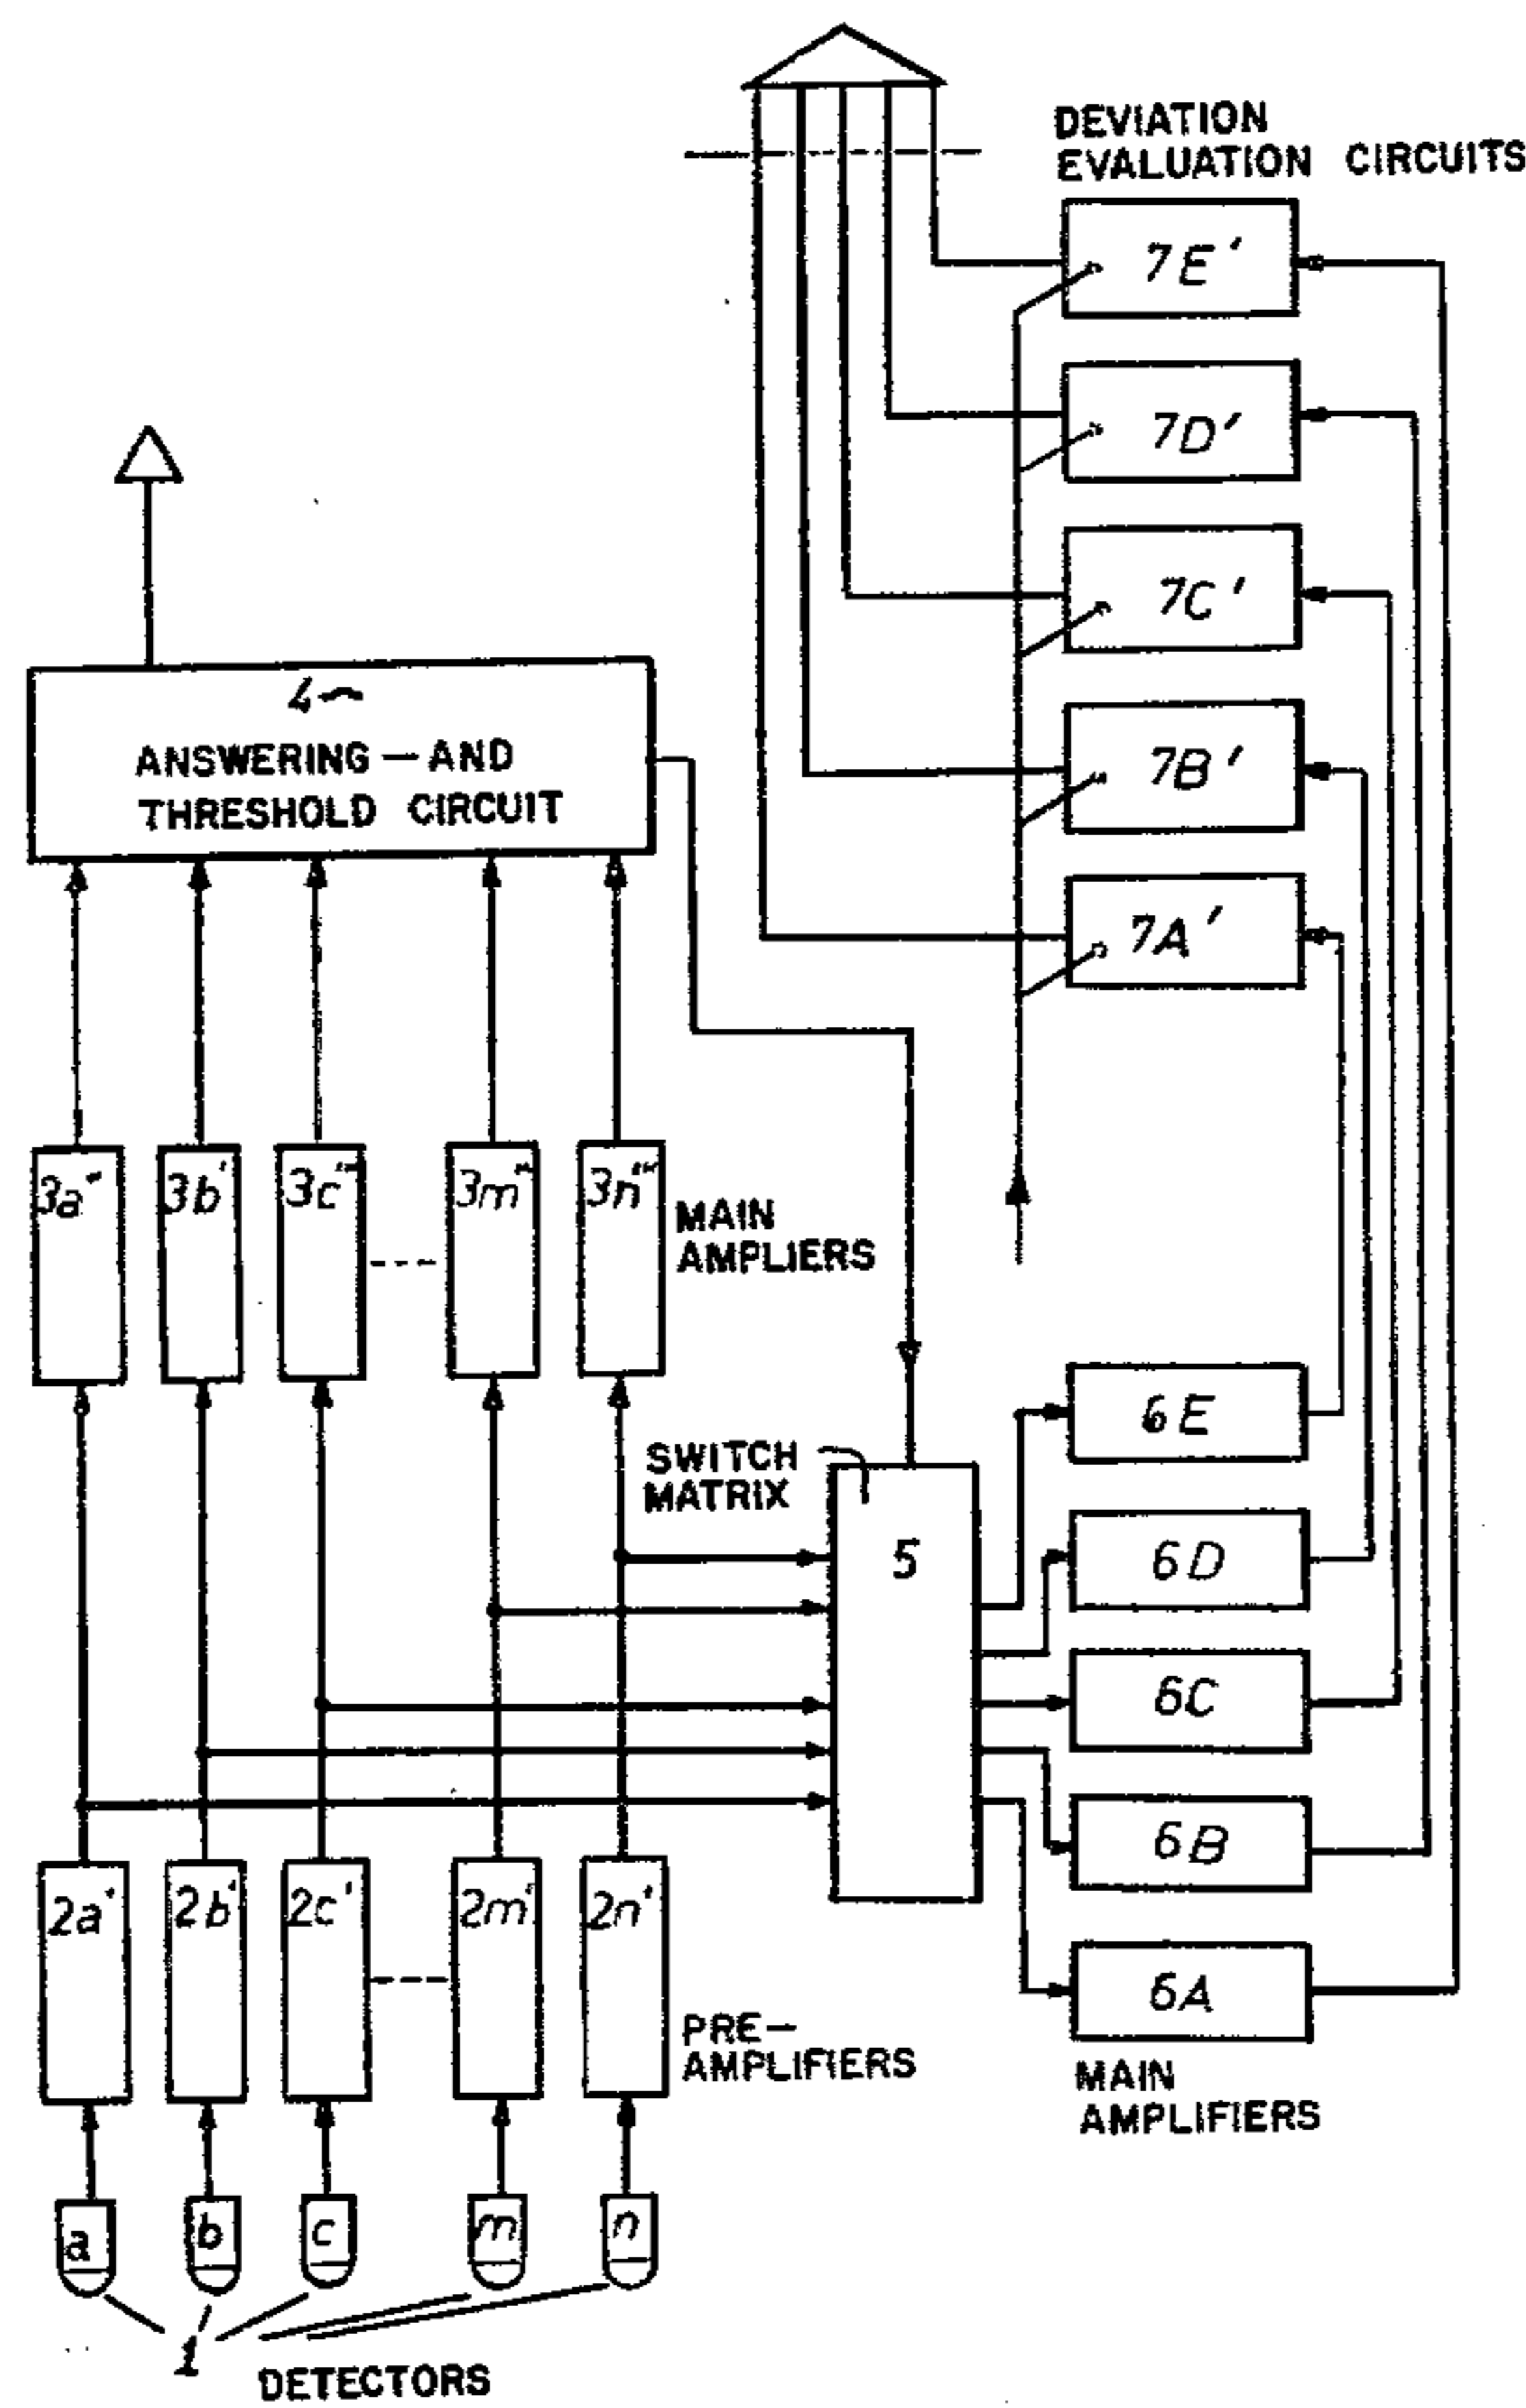 DEVIATION
EVALUATION CIRCUITS
7E'
7D'
7C'
7B'
7A'
4
ANSWERING—AND
THRESHOLD CIRCUIT
3a" 3b' 3c"' 3m"" 3n"'
MAIN
AMPLIERS
SWITCH
MATRIX
5
6E
6D
6C
6B
6A
MAIN
AMPLIFIERS
2a' 2b' 2c' 2m' 2n'
PRE—
AMPLIFIERS
a b c m n
1
DETECTORS